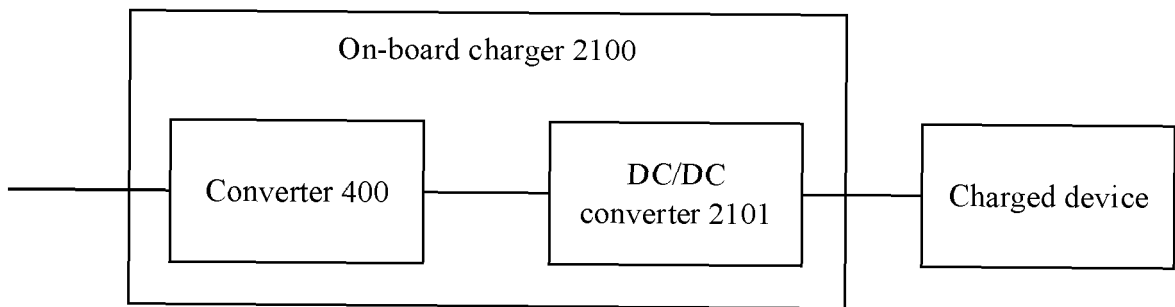 On-board charger 2100
Converter 400
DC/DC
converter 2101
Charged device